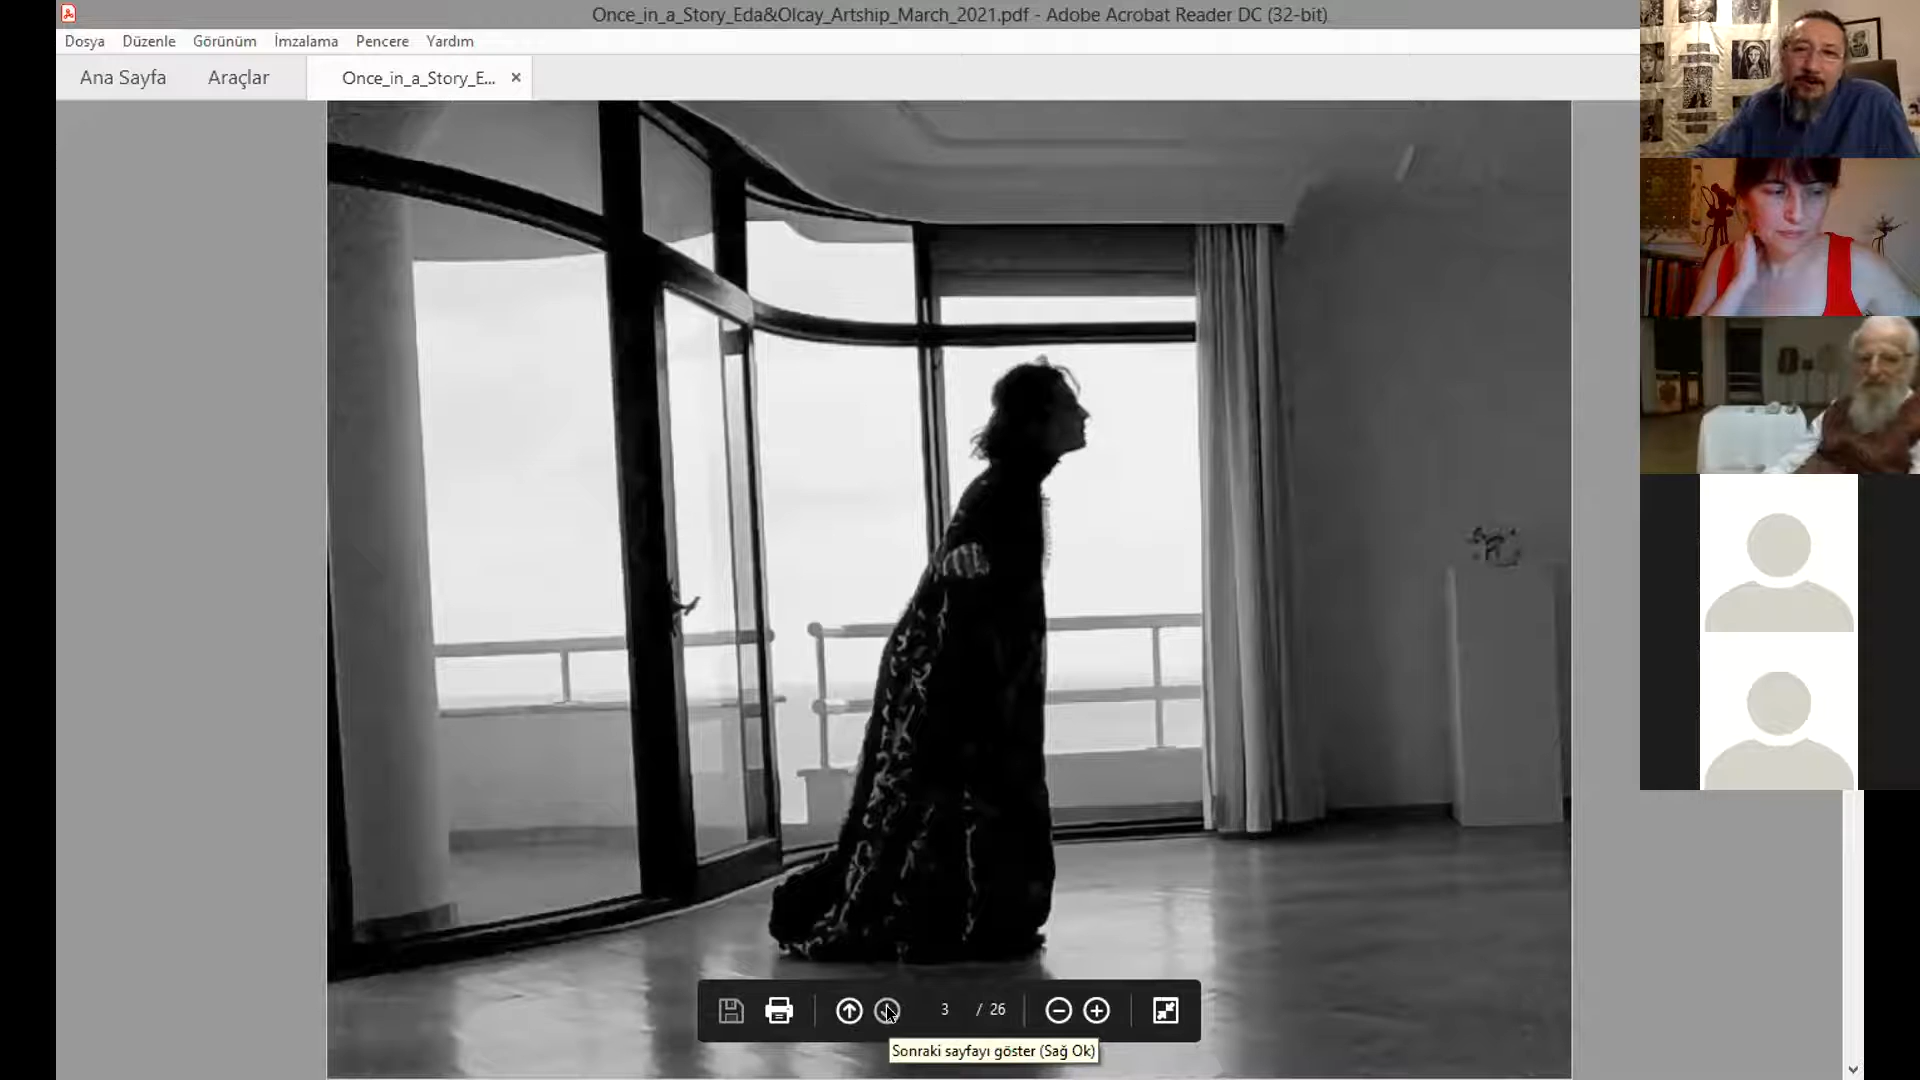 Once_in_a_Story_Eda&Olcay_Artship_March_2021.pdf - Adobe Acrobat Reader DC (32-bit)
Dosya Düzenle Görünüm İmzalama Pencere Yardım
Ana Sayfa Araçlar Once_in_a_Story_E... ×
3 / 26
Sonraki sayfayı göster (Sağ Ok)